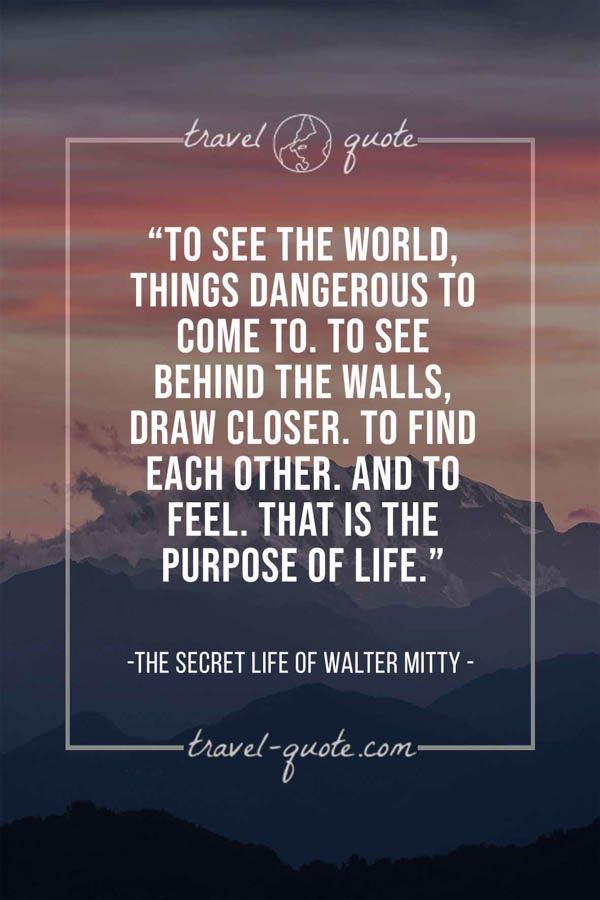 travel quote
“TO SEE THE WORLD,
THINGS DANGEROUS TO
COME TO. TO SEE
BEHIND THE WALLS,
DRAW CLOSER. TO FIND
EACH OTHER. AND TO
FEEL. THAT IS THE
PURPOSE OF LIFE.”
-THE SECRET LIFE OF WALTER MITTY -
travel-quote.com